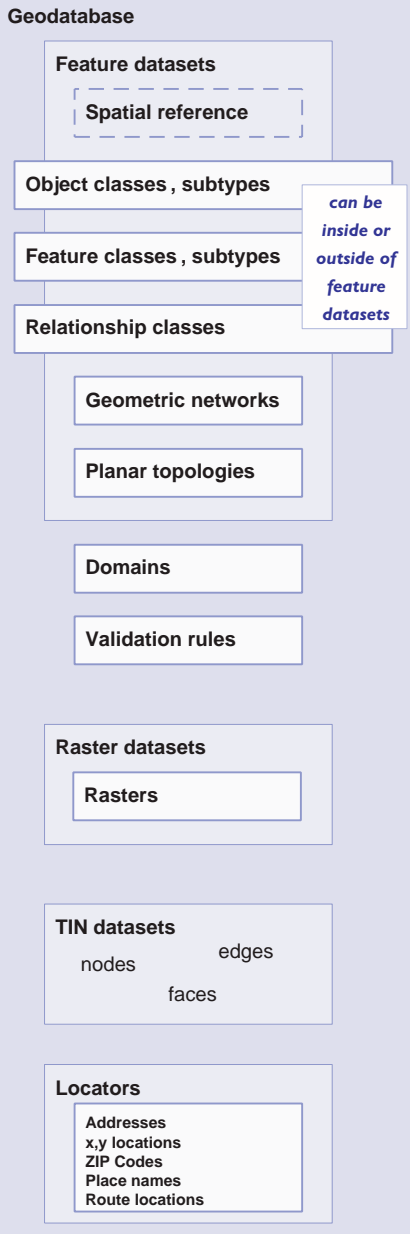 Geodatabase
Feature datasets
Spatial reference
Object classes , subtypes
can be
inside or
outside of
feature
datasets
Feature classes , subtypes
Relationship classes
Geometric networks
Planar topologies
Domains
Validation rules
Raster datasets
Rasters
TIN datasets
nodes
edges
faces
Locators
Addresses
x,y locations
ZIP Codes
Place names
Route locations